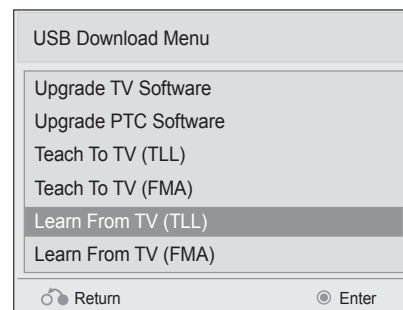 USB Download Menu
Upgrade TV Software
Upgrade PTC Software
Teach To TV (TLL)
Teach To TV (FMA)
Learn From TV (TLL)
Learn From TV (FMA)
Return Enter